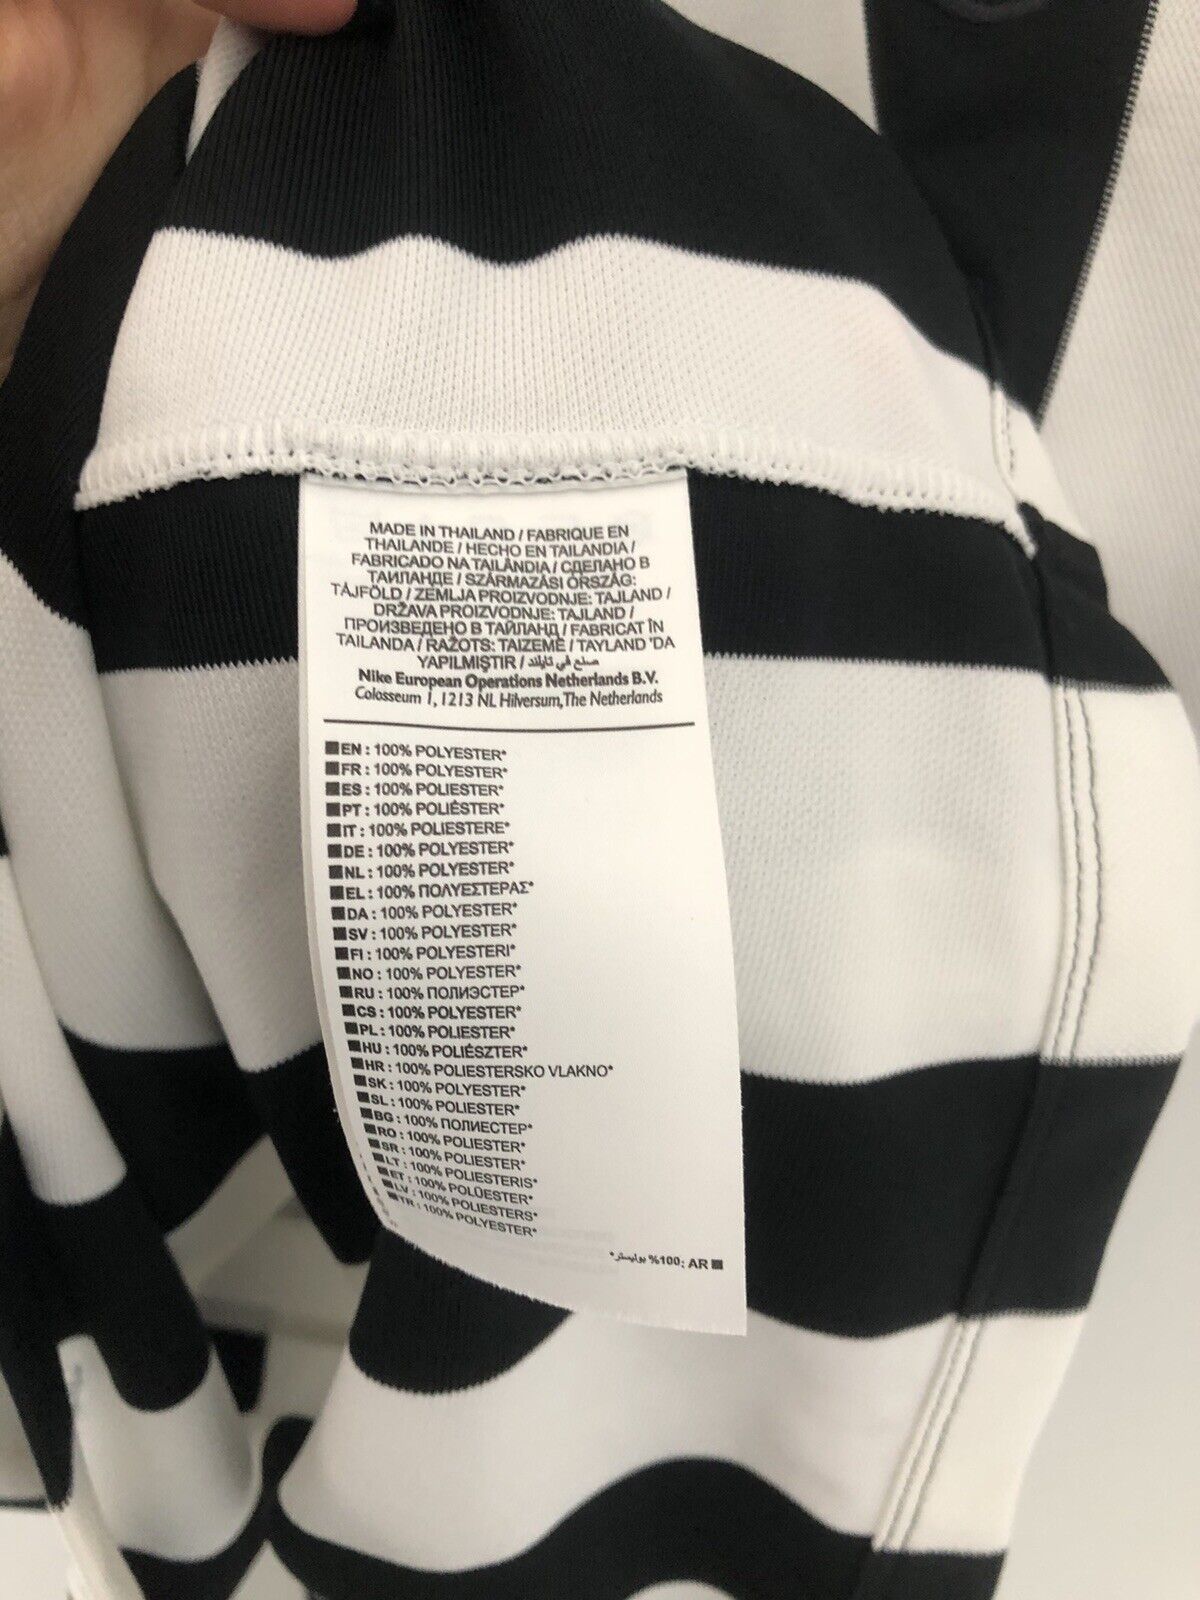 MADE IN THAILAND / FABRIQUE EN
THAILANDE / HECHO EN TAILANDIA /
FABRICADO NA TAILÂNDIA / СДЕЛАНО В
ТАИЛАНДЕ / SZÁRMAZÁSI ORSZÁG:
TÁJFÖLD / ZEMLJA PROIZVODNJE: TAJLAND /
DRŽAVA PROIZVODNJE: TAJLAND /
ПРОИЗВЕДЕНО В ТАЙЛАНД / FABRICAT ÎN
TAILANDA / RAŽOTS: TAIZEME / TAYLAND 'DA
YAPILMIŞTIR / صنع في تايلند
Nike European Operations Netherlands B.V.
Colosseum 1, 1213 NL Hilversum, The Netherlands
EN : 100% POLYESTER*
FR : 100% POLYESTER*
ES : 100% POLIESTER*
PT : 100% POLIÉSTER*
IT : 100% POLIESTERE*
DE : 100% POLYESTER*
NL : 100% POLYESTER*
EL : 100% ΠΟΛΥΕΣΤΕΡΑΣ*
DA : 100% POLYESTER*
SV : 100% POLYESTER*
FI : 100% POLYESTERI*
NO : 100% POLYESTER*
RU : 100% ПОЛИЭСТЕР*
CS : 100% POLYESTER*
PL : 100% POLIESTER*
HU : 100% POLIÉSZTER*
HR : 100% POLIESTERSKO VLAKNO*
SK : 100% POLYESTER*
SL : 100% POLIESTER*
BG : 100% ПОЛИЕСТЕР*
RO : 100% POLIESTER*
SR : 100% POLIESTER*
LT : 100% POLIESTERIS*
ET : 100% POLÜESTER*
LV : 100% POLIESTERS*
TR : 100% POLYESTER*
AR :100% بوليستر*